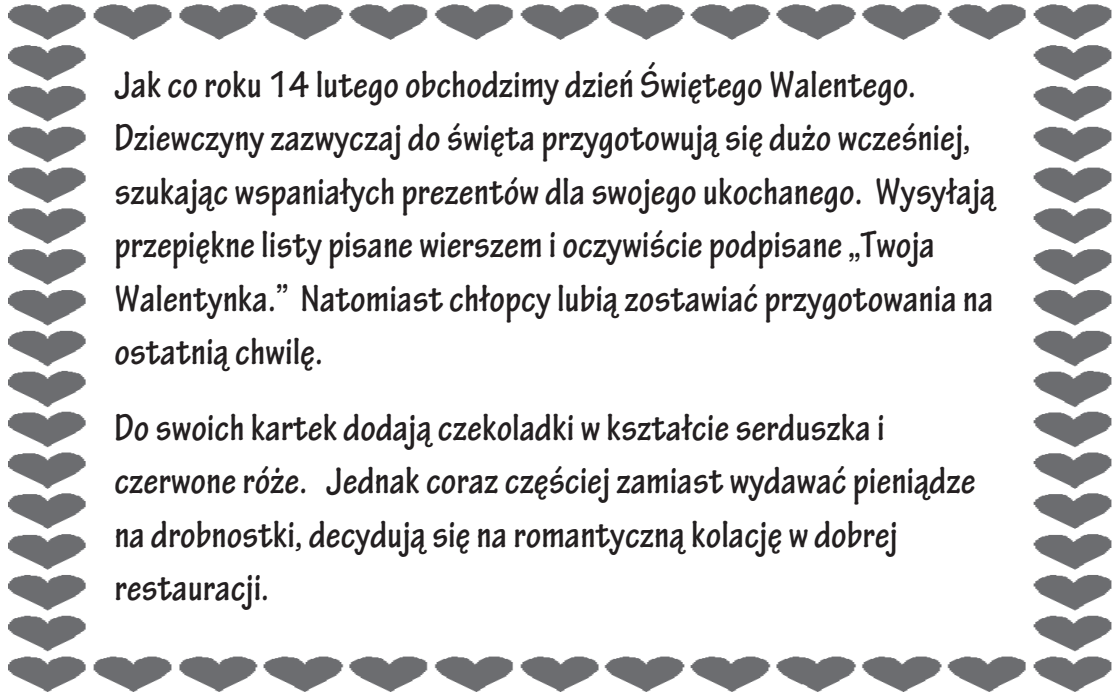 Jak co roku 14 lutego obchodzimy dzień Świętego Walentego.
Dziewczyny zazwyczaj do święta przygotowują się dużo wcześniej,
szukając wspaniałych prezentów dla swojego ukochanego.  Wysyłają
przepiękne listy pisane wierszem i oczywiście podpisane „Twoja
Walentynka.”  Natomiast chłopcy lubią zostawiać przygotowania na
ostatnią chwilę.
Do swoich kartek dodają czekoladki w kształcie serduszka i
czerwone róże.   Jednak coraz częściej zamiast wydawać pieniądze
na drobnostki, decydują się na romantyczną kolację w dobrej
restauracji.